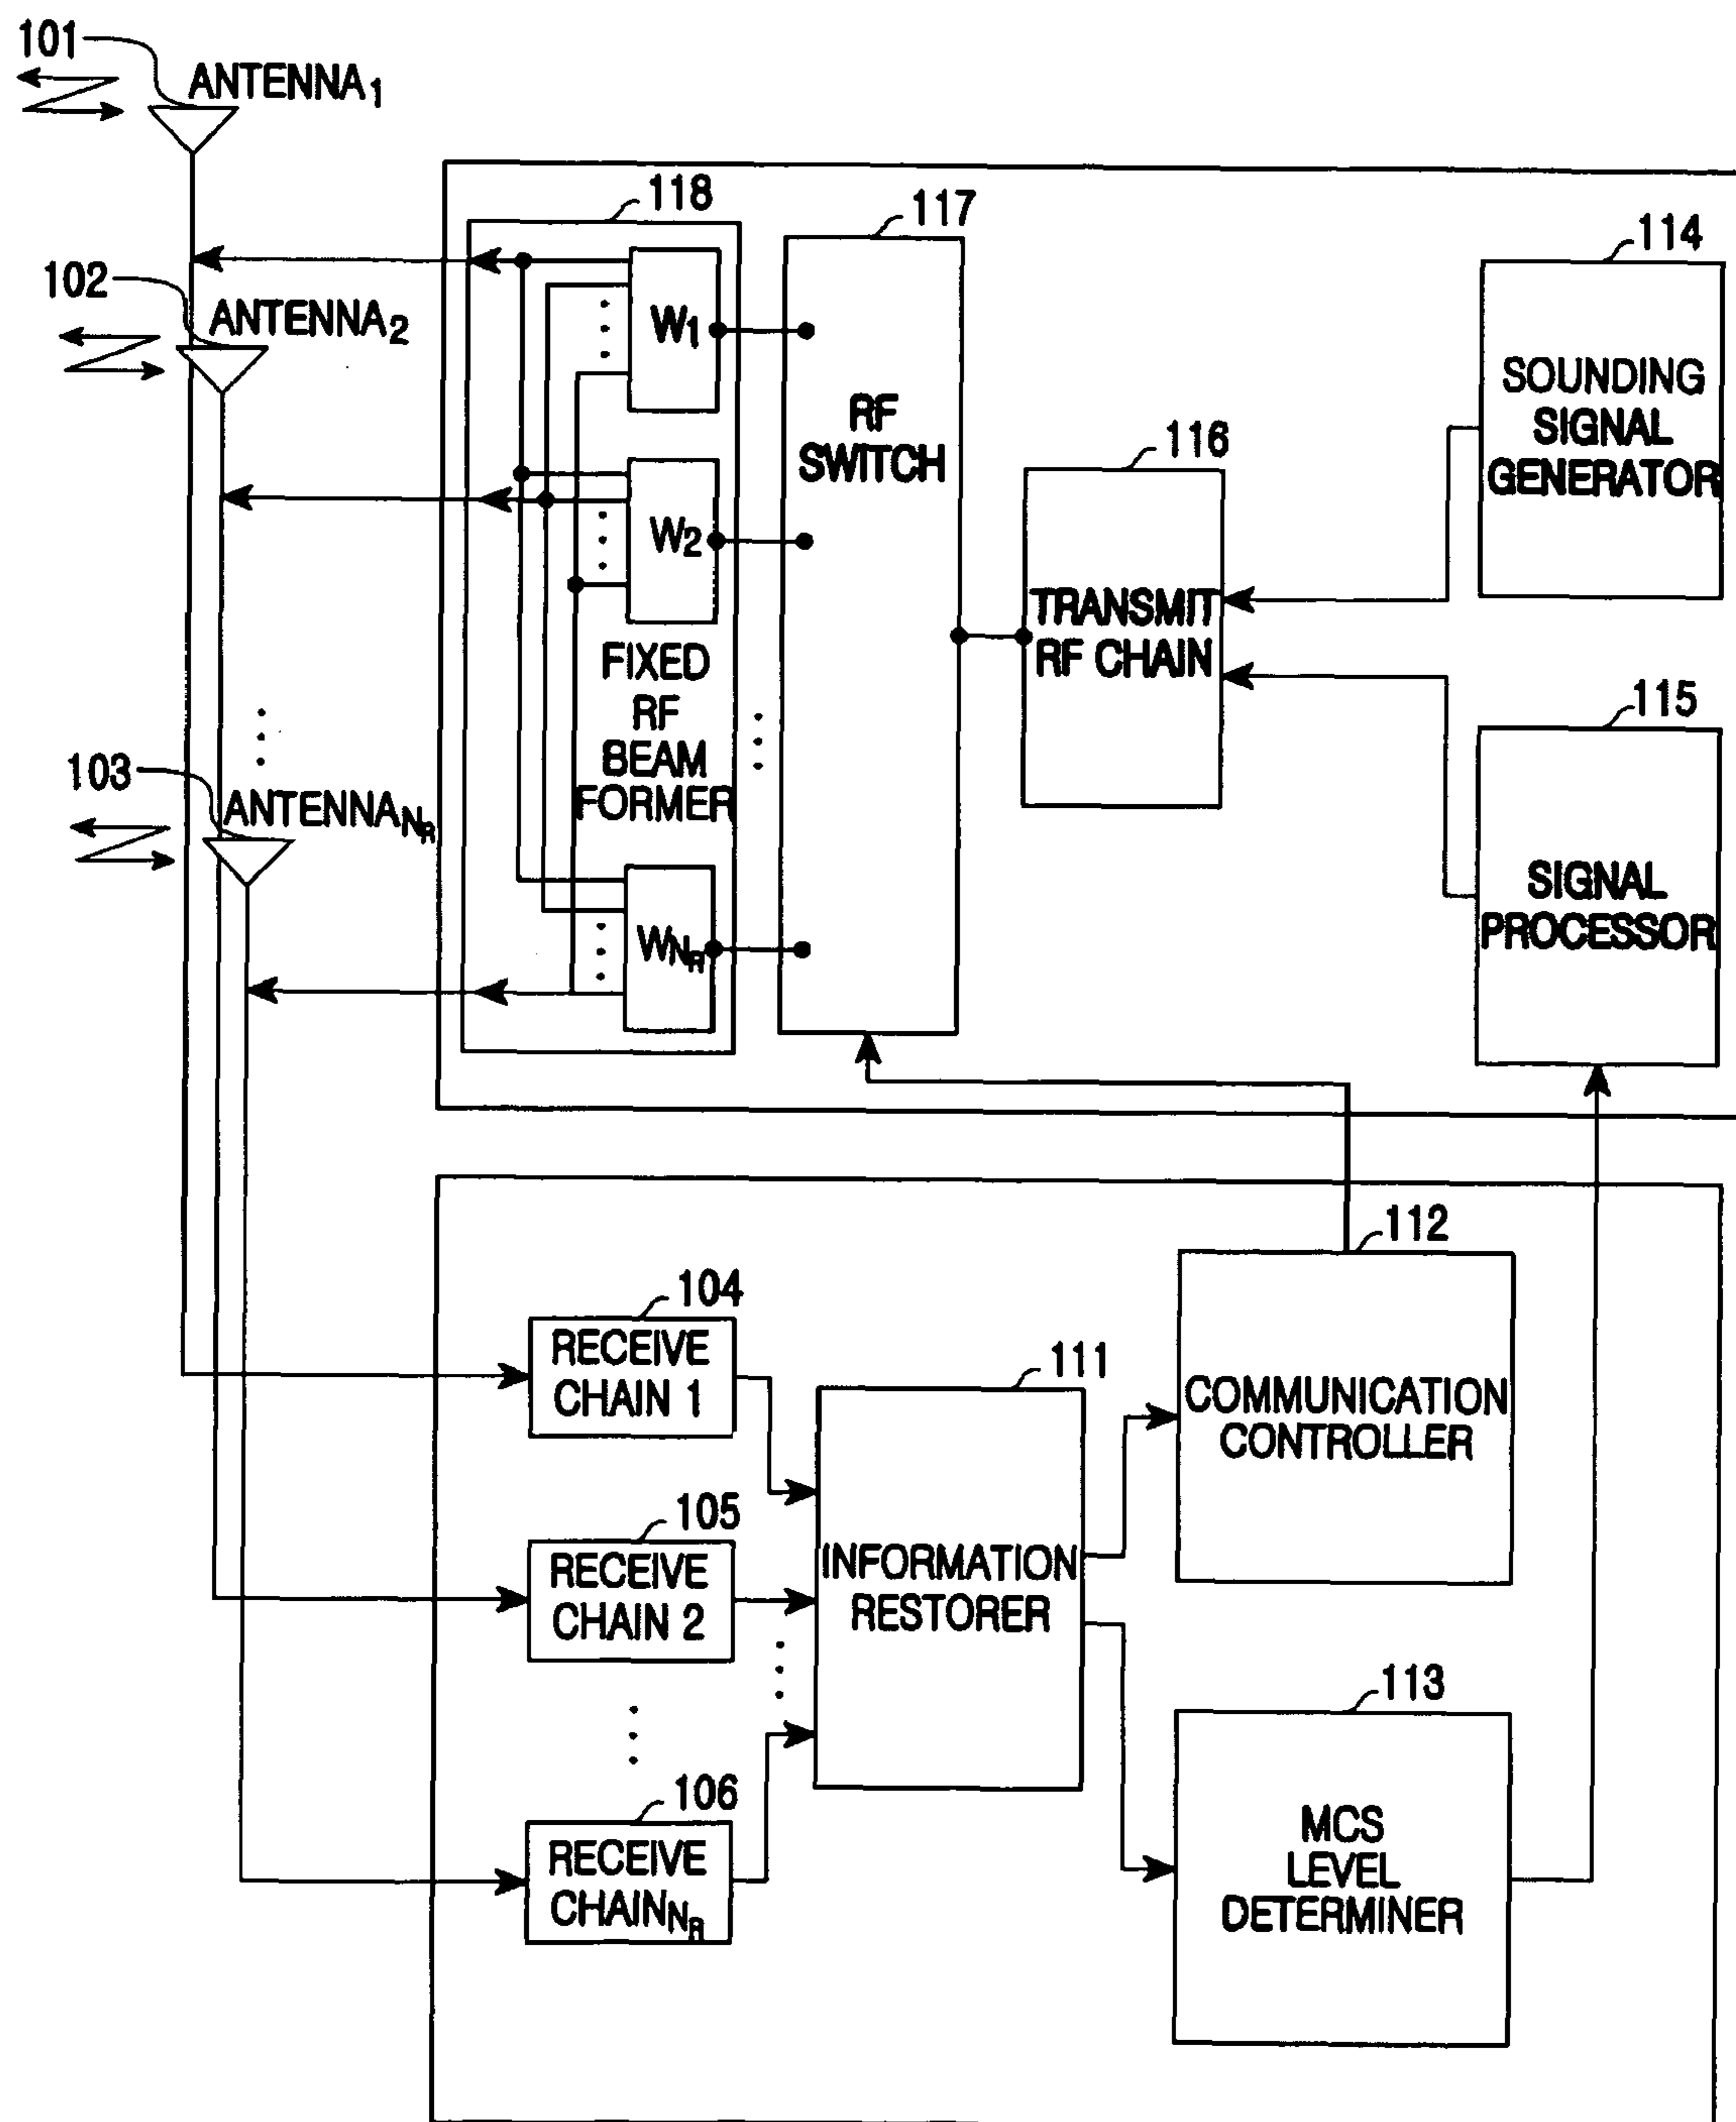 101
ANTENNA1
118
117
114
102
ANTENNA2
W1
RF
SWITCH
SOUNDING
SIGNAL
GENERATOR
116
W2
TRANSMIT
RF CHAIN
FIXED
RF
BEAM
FORMER
115
103
ANTENNANR
SIGNAL
PROCESSOR
WNR
112
104
RECEIVE
CHAIN 1
111
COMMUNICATION
CONTROLLER
105
RECEIVE
CHAIN 2
INFORMATION
RESTORER
113
106
RECEIVE
CHAINNR
MCS
LEVEL
DETERMINER